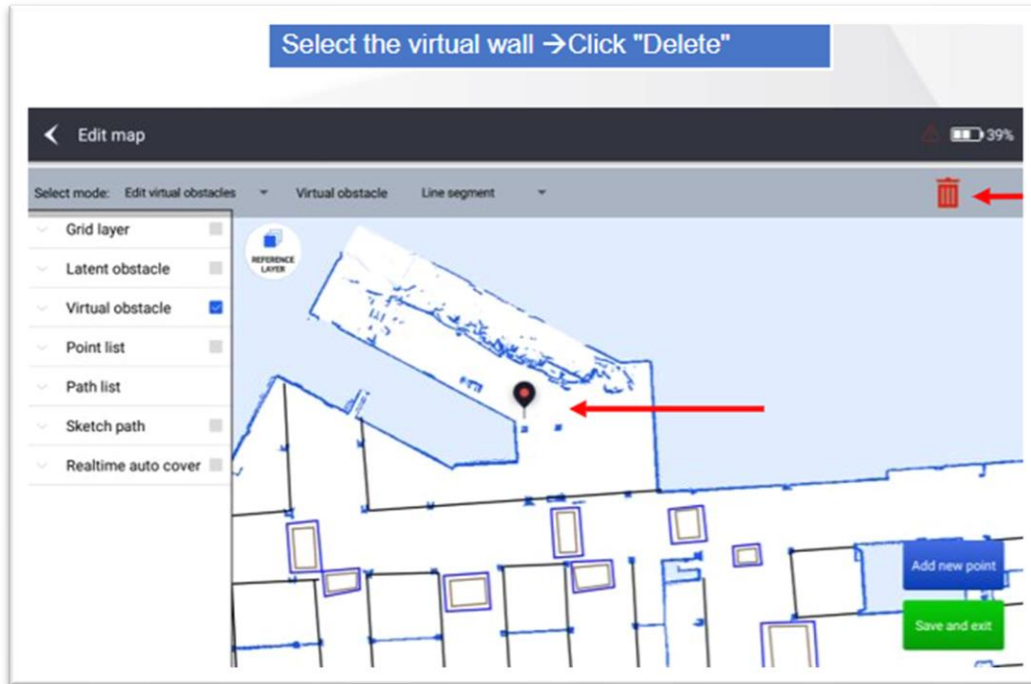 Select the virtual wall →Click "Delete"
Edit map
39%
Select mode: Edit virtual obstacles Virtual obstacle Line segment
Grid layer
Latent obstacle
Virtual obstacle
Point list
Path list
Sketch path
Realtime auto cover
REFERENCE
LAYER
Add new point
Save and exit